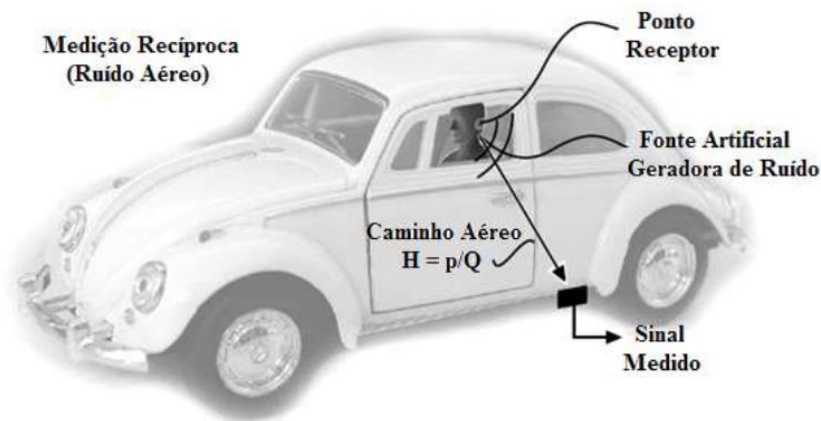 Medição Recíproca
(Ruído Aéreo)
Ponto
Receptor
Fonte Artificial
Geradora de Ruído
Caminho Aéreo
H = p/Q
Sinal
Medido